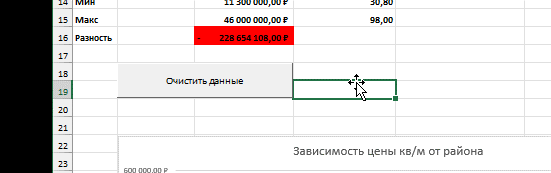 14 Мин 11 300 000,00 ₽ 30,80
15 Макс 46 000 000,00 ₽ 98,00
16 Разность - 228 654 108,00 ₽
17
18
Очистить данные
19
20
21
22
Зависимость цены кв/м от района
23
600 000,00 ₽